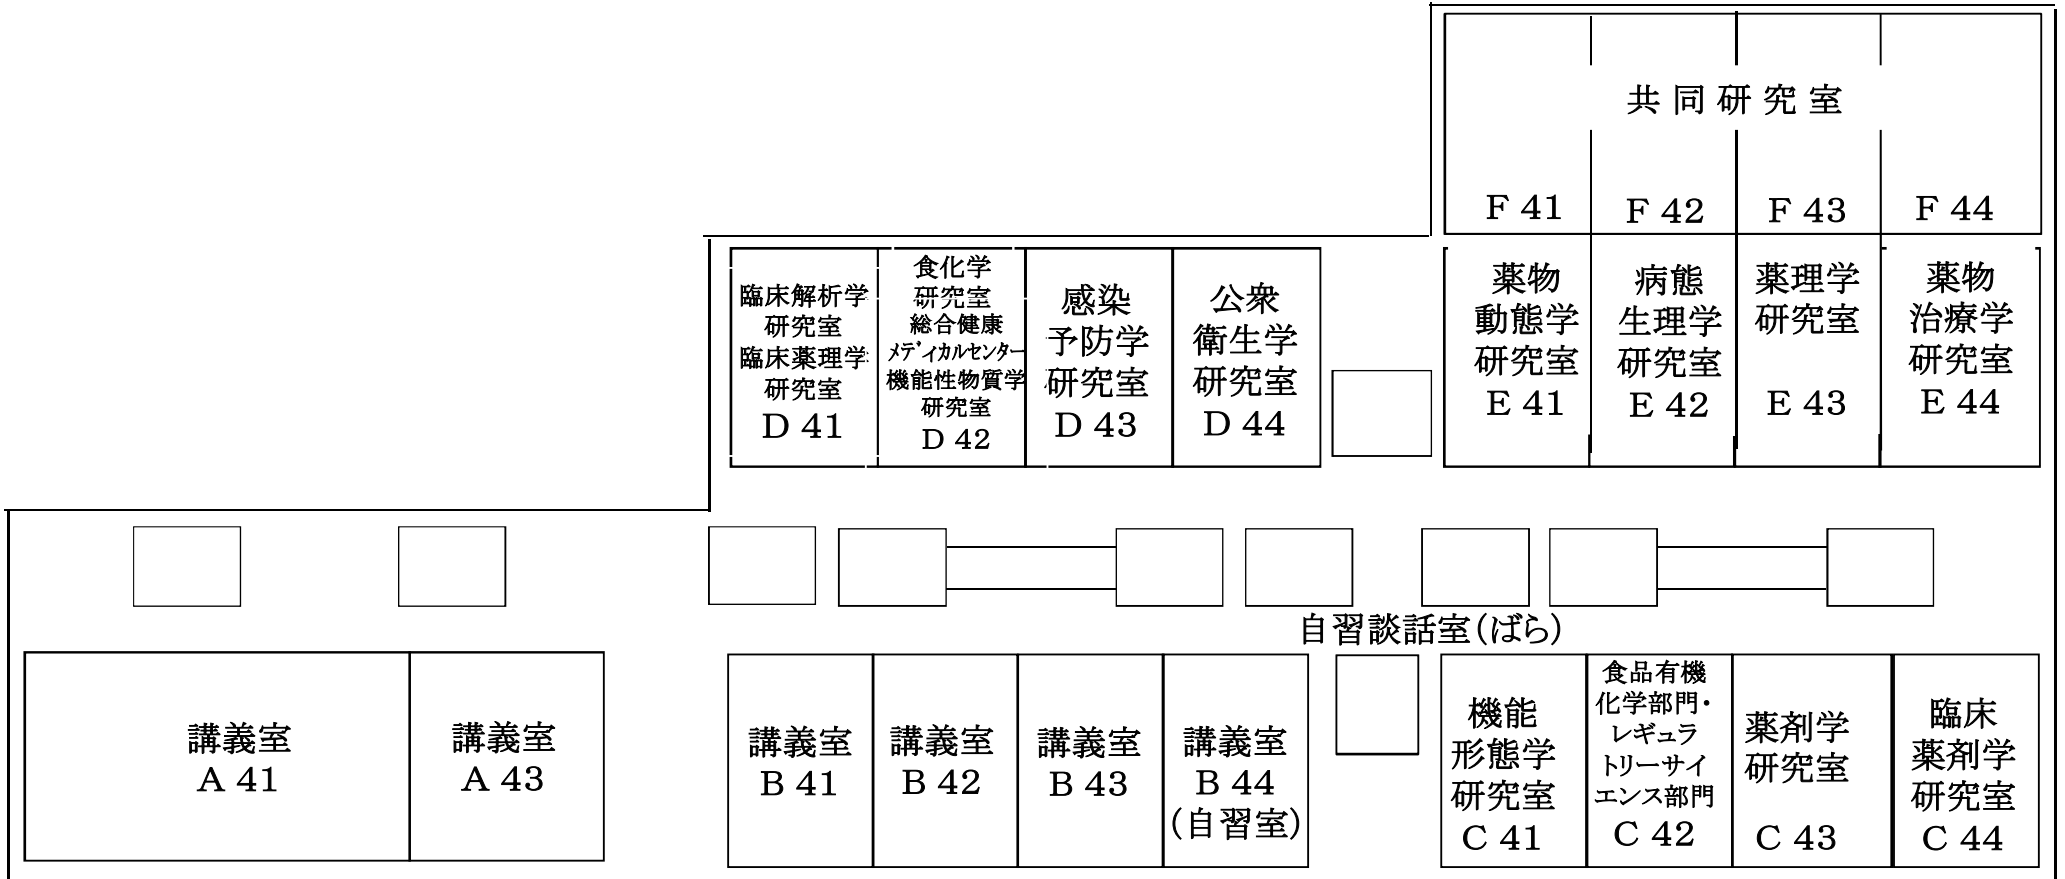 共同研究室
F 41
F 42
F 43
F 44
臨床解析学
研究室
臨床薬理学
研究室
D 41
食化学
研究室
総合健康
メディカルセンター
機能性物質学
研究室
D 42
感染
予防学
研究室
D 43
公衆
衛生学
研究室
D 44
薬物
動態学
研究室
E 41
病態
生理学
研究室
E 42
薬理学
研究室
E 43
薬物
治療学
研究室
E 44
自習談話室(ばら)
講義室
A 41
講義室
A 43
講義室
B 41
講義室
B 42
講義室
B 43
講義室
B 44
(自習室)
機能
形態学
研究室
C 41
食品有機
化学部門・
レギュラ
トリーサイ
エンス部門
C 42
薬剤学
研究室
C 43
臨床
薬剤学
研究室
C 44